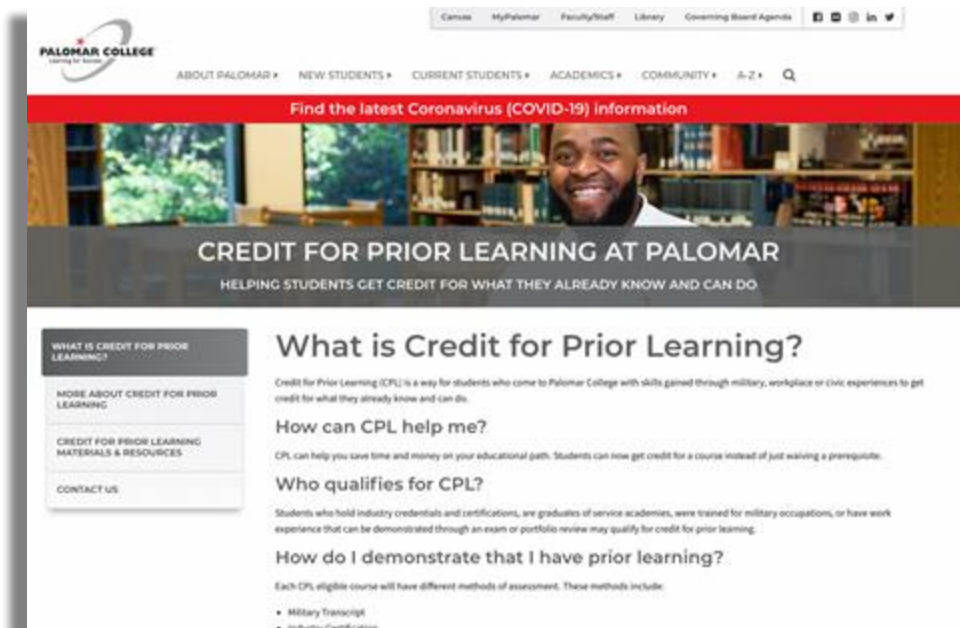 Canvas MyPalomar Faculty/Staff Library Governing Board Agenda
PALOMAR COLLEGE
Learning for Success
ABOUT PALOMAR NEW STUDENTS CURRENT STUDENTS ACADEMICS COMMUNITY A-Z
Find the latest Coronavirus (COVID-19) information
CREDIT FOR PRIOR LEARNING AT PALOMAR
HELPING STUDENTS GET CREDIT FOR WHAT THEY ALREADY KNOW AND CAN DO
WHAT IS CREDIT FOR PRIOR
LEARNING?
MORE ABOUT CREDIT FOR PRIOR
LEARNING
CREDIT FOR PRIOR LEARNING
MATERIALS & RESOURCES
CONTACT US
What is Credit for Prior Learning?
Credit for Prior Learning (CPL) is a way for students who come to Palomar College with skills gained through military, workplace or civic experiences to get
credit for what they already know and can do.
How can CPL help me?
CPL can help you save time and money on your educational path. Students can now get credit for a course instead of just waiving a prerequisite.
Who qualifies for CPL?
Students who hold industry credentials and certifications, are graduates of service academies, were trained for military occupations, or have work
experience that can be demonstrated through an exam or portfolio review may qualify for credit for prior learning.
How do I demonstrate that I have prior learning?
Each CPL eligible course will have different methods of assessment. These methods include:
• Military Transcript
• Industry Certification